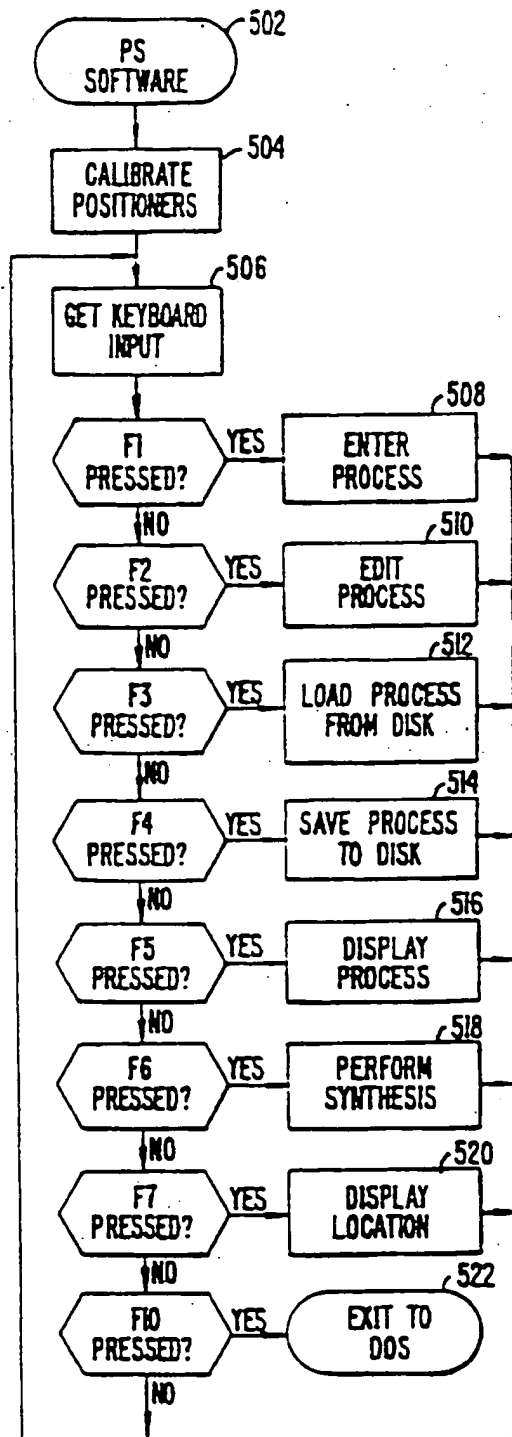 502
PS
SOFTWARE
504
CALIBRATE
POSITIONERS
506
GET KEYBOARD
INPUT
508
F1
PRESSED?
YES
ENTER
PROCESS
NO
510
F2
PRESSED?
YES
EDIT
PROCESS
NO
512
F3
PRESSED?
YES
LOAD PROCESS
FROM DISK
NO
514
F4
PRESSED?
YES
SAVE PROCESS
TO DISK
NO
516
F5
PRESSED?
YES
DISPLAY
PROCESS
NO
518
F6
PRESSED?
YES
PERFORM
SYNTHESIS
NO
520
F7
PRESSED?
YES
DISPLAY
LOCATION
NO
522
F10
PRESSED?
YES
EXIT TO
DOS
NO